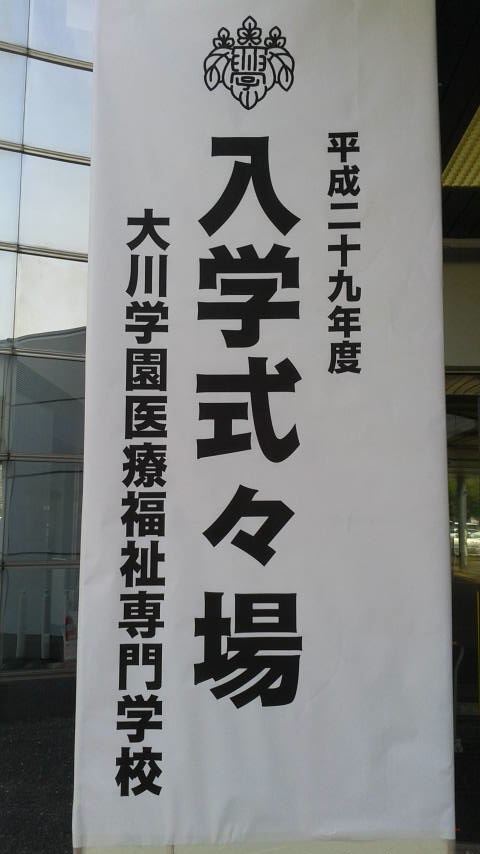 平成二十九年度
入学式々場
大川学園医療福祉専門学校